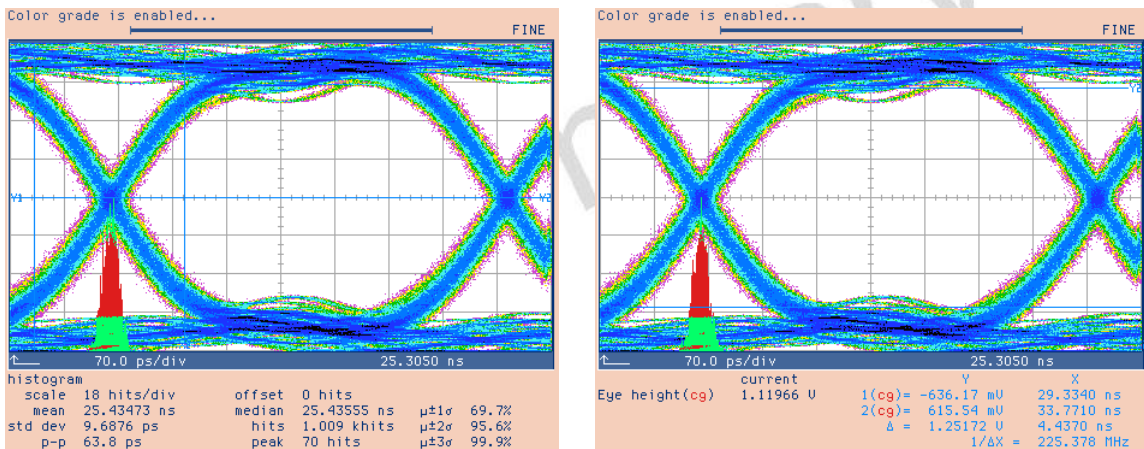 Color grade is enabled...
FINE
Y1
Y2
70.0 ps/div 25.3050 ns
histogram
scale 18 hits/div offset 0 hits
mean 25.43473 ns median 25.43555 ns μ±1σ 69.7%
std dev 9.6876 ps hits 1.009 khits μ±2σ 95.6%
p-p 63.8 ps peak 70 hits μ±3σ 99.9%
Color grade is enabled...
FINE
Y2
70.0 ps/div 25.3050 ns
current Y X
Eye height(cg) 1.11966 V 1(cg)= -636.17 mV 29.3340 ns
2(cg)= 615.54 mV 33.7710 ns
Δ = 1.25172 V 4.4370 ns
1/ΔX = 225.378 MHz